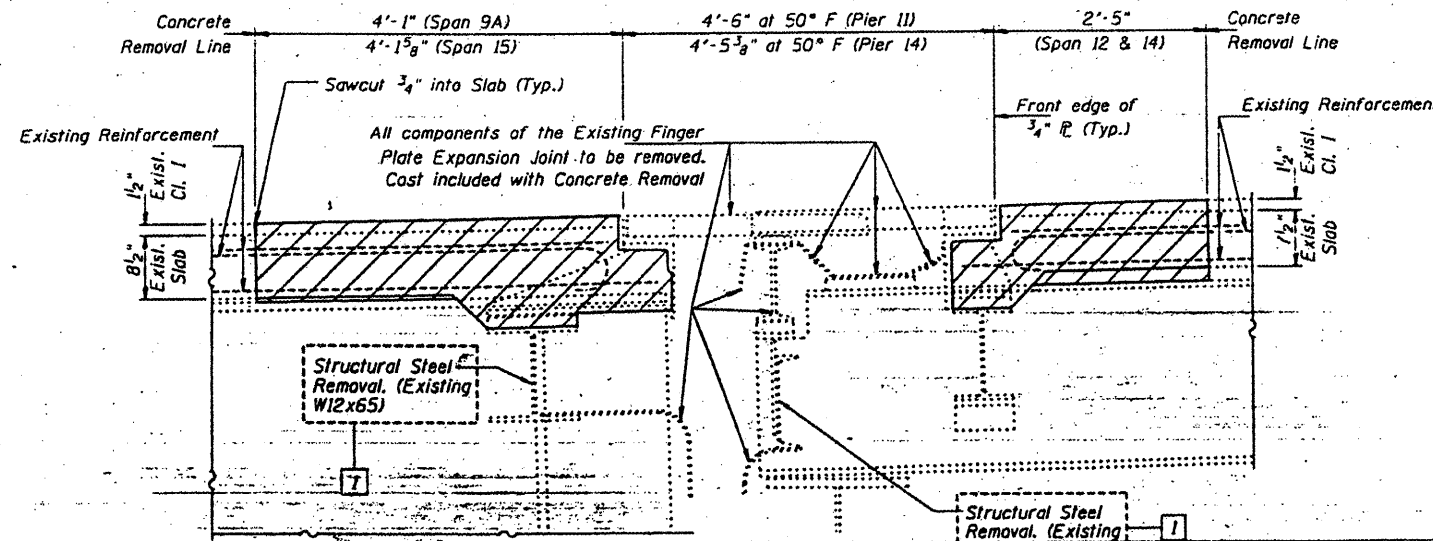 Concrete
Removal Line
4'-1" (Span 9A)
4'-1⅝" (Span 15)
4'-6" at 50° F (Pier 11)
4'-5⅜" at 50° F (Pier 14)
2'-5"
(Span 12 & 14)
Concrete
Removal Line
Sawcut ¾" into Slab (Typ.)
Front edge of
¾" ℄ (Typ.)
Existing Reinforcement
Existing Reinforcemen
All components of the Existing Finger
Plate Expansion Joint to be removed.
Cost included with Concrete Removal
1½"
Exist.
Cl. 1
8½"
Exist.
Slab
1½"
Exist.
Cl. 1
7½"
Exist.
Slab
Structural Steel
Removal. (Existing
W12x65)
1
Structural Steel
Removal. (Existing
1